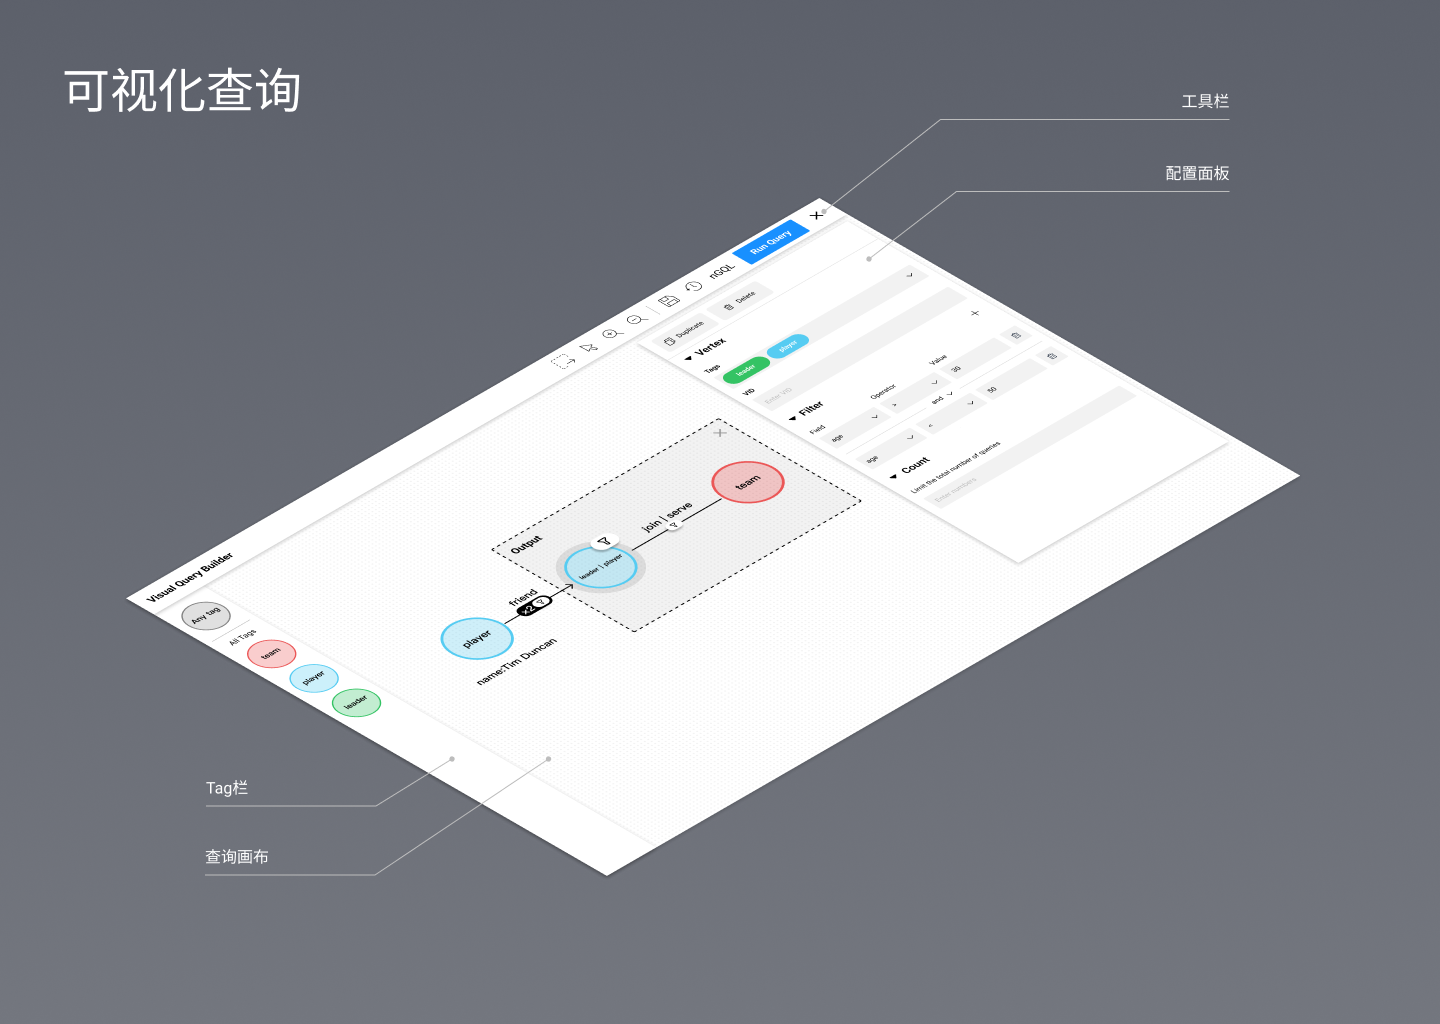 可视化查询
工具栏
配置面板
Visual Query Builder
nGQL
Run Query
Any tag
All Tags
team
player
leader
Output
team
join | serve
leader | player
friend
x2
player
name:Tim Duncan
Duplicate
Delete
Vertex
Tags
leader
player
VID
Enter VID
Filter
Field
Operator
Value
age
>
30
and
age
<
50
Count
Limit the total number of queries
Enter numbers
Tag栏
查询画布